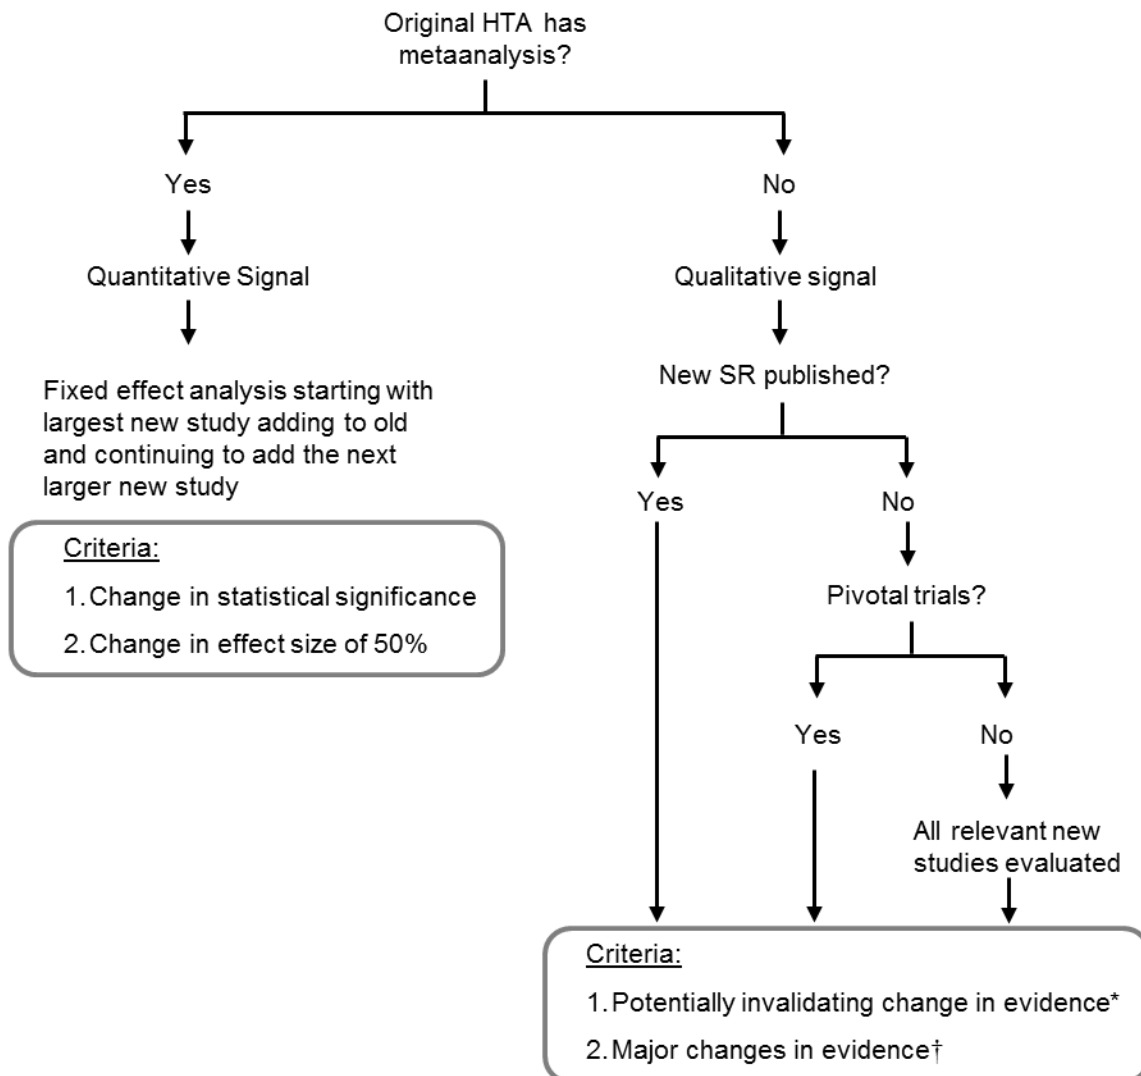 Original HTA has
metaanalysis?
Yes
No
Quantitative Signal
Qualitative signal
Fixed effect analysis starting with
largest new study adding to old
and continuing to add the next
larger new study
New SR published?
Criteria:
1. Change in statistical significance
2. Change in effect size of 50%
Yes
No
Pivotal trials?
Yes
No
All relevant new
studies evaluated
Criteria:
1. Potentially invalidating change in evidence*
2. Major changes in evidence†